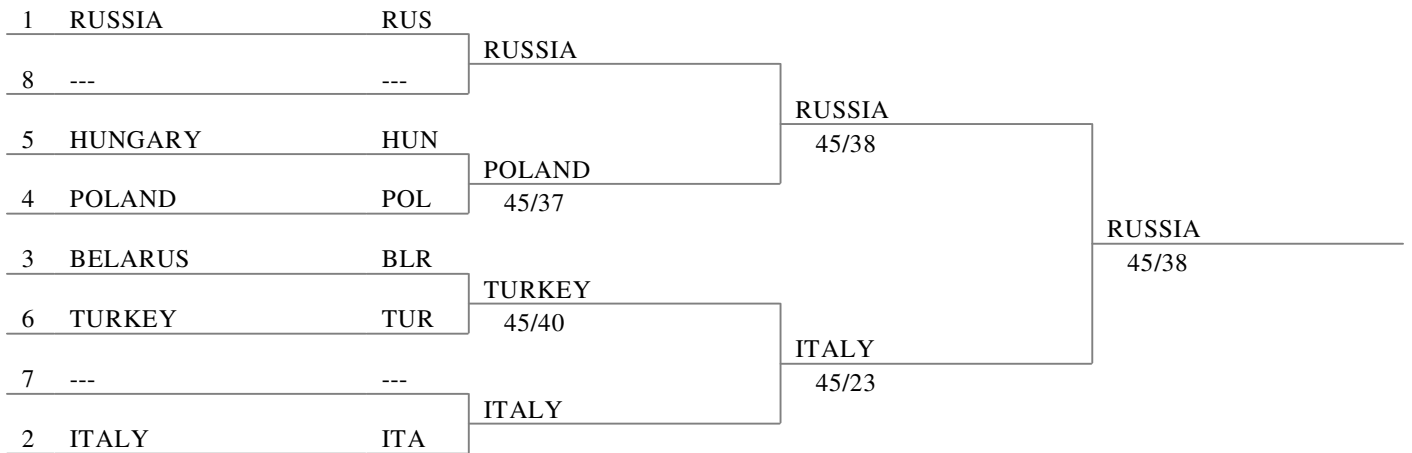 1 RUSSIA RUS
RUSSIA
8 --- ---
RUSSIA
45/38
5 HUNGARY HUN
POLAND
45/37
4 POLAND POL
RUSSIA
45/38
3 BELARUS BLR
TURKEY
45/40
6 TURKEY TUR
ITALY
45/23
7 --- ---
ITALY
2 ITALY ITA